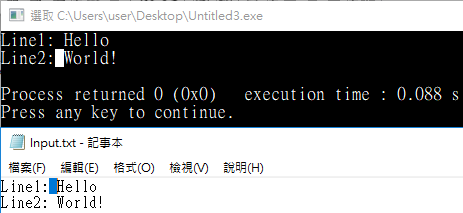 選取 C:\Users\user\Desktop\Untitled3.exe
Line1: Hello
Line2: World!
Process returned 0 (0x0)   execution time : 0.088 s
Press any key to continue.
Input.txt - 記事本
檔案(F) 編輯(E) 格式(O) 檢視(V) 說明(H)
Line1: Hello
Line2: World!